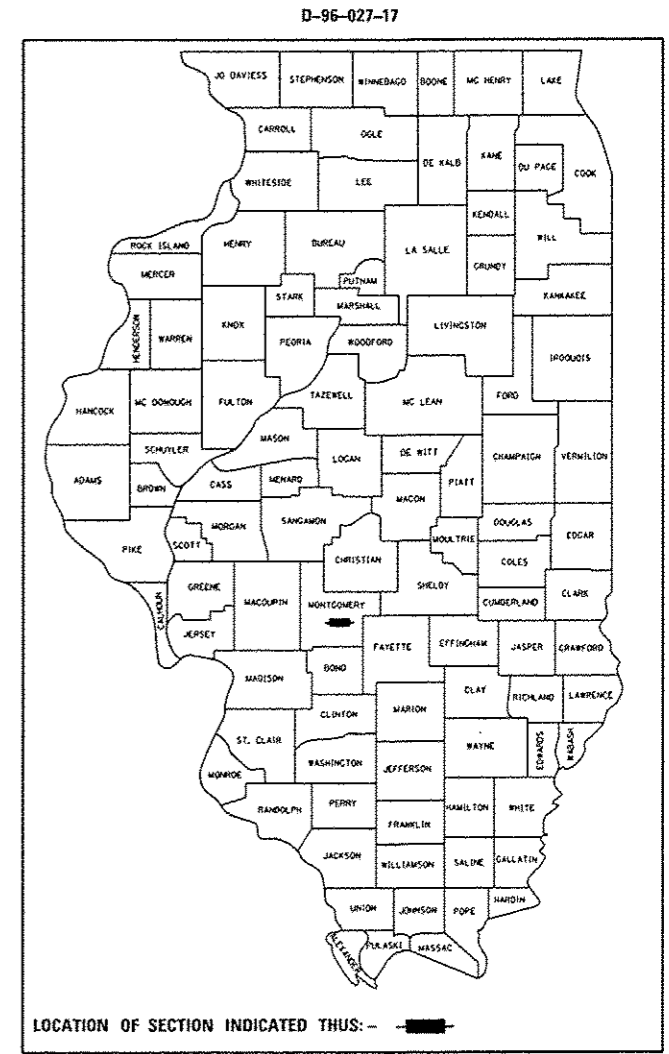 D-96-027-17
JO DAVIESS STEPHENSON WINNEBAGO BOONE MC HENRY LAKE
CARROLL OGLE
DE KALB KANE DU PAGE COOK
WHITESIDE LEE
KENDALL WILL
ROCK ISLAND HENRY BUREAU LA SALLE GRUNDY
MERCER PUTNAM
STARK MARSHALL KANKAKEE
HENDERSON WARREN KNOX PEORIA WOODFORD LIVINGSTON IROQUOIS
HANCOCK MC DONOUGH FULTON TAZEWELL MC LEAN FORD
SCHUYLER MASON LOGAN DE WITT CHAMPAIGN VERMILION
ADAMS BROWN CASS MENARD MACON PIATT
PIKE SCOTT MORGAN SANGAMON MOULTRIE DOUGLAS EDGAR
CHRISTIAN COLES
CALHOUN GREENE MACOUPIN MONTGOMERY SHELBY CUMBERLAND CLARK
JERSEY FAYETTE EFFINGHAM JASPER CRAWFORD
MADISON BOND CLAY RICHLAND LAWRENCE
CLINTON MARION
ST. CLAIR WAYNE EDWARDS WABASH
MONROE WASHINGTON JEFFERSON
RANDOLPH PERRY HAMILTON WHITE
FRANKLIN
JACKSON WILLIAMSON SALINE GALLATIN
UNION JOHNSON POPE HARDIN
ALEXANDER PULASKI MASSAC
LOCATION OF SECTION INDICATED THUS: -